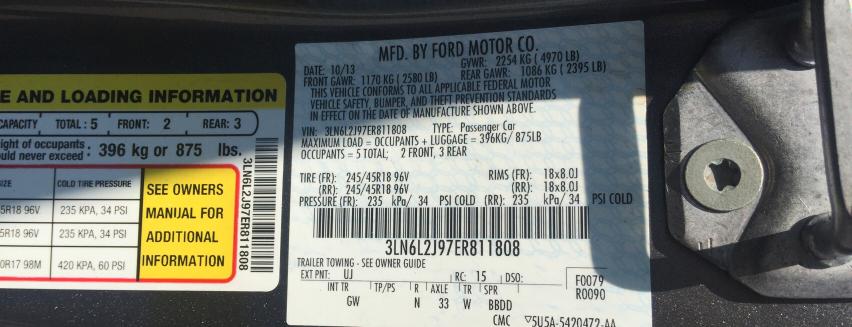 E AND LOADING INFORMATION
CAPACITY TOTAL: 5 FRONT: 2 REAR: 3
ight of occupants
ould never exceed: 396 kg or 875 lbs.
SIZE COLD TIRE PRESSURE
5R18 96V 235 KPA, 34 PSI
5R18 96V 235 KPA, 34 PSI
0R17 98M 420 KPA, 60 PSI
SEE OWNERS
MANUAL FOR
ADDITIONAL
INFORMATION
3LN6L2J97ER811808
MFD. BY FORD MOTOR CO.
DATE: 10/13 GVWR: 2254 KG (4970 LB)
FRONT GAWR: 1170 KG (2580 LB) REAR GAWR: 1086 KG (2395 LB)
THIS VEHICLE CONFORMS TO ALL APPLICABLE FEDERAL MOTOR
VEHICLE SAFETY, BUMPER, AND THEFT PREVENTION STANDARDS
IN EFFECT ON THE DATE OF MANUFACTURE SHOWN ABOVE.
VIN: 3LN6L2J97ER811808 TYPE: Passenger Car
MAXIMUM LOAD = OCCUPANTS + LUGGAGE = 396KG/ 875LB
OCCUPANTS = 5 TOTAL; 2 FRONT, 3 REAR
TIRE (FR): 245/45R18 96V RIMS (FR): 18x8.0J
(RR): 245/45R18 96V (RR): 18x8.0J
PRESSURE (FR): 235 kPa/ 34 (RR): 235 kPa/ 34 PSI COLD
3LN6L2J97ER811808
TRAILER TOWING - SEE OWNER GUIDE
EXT PNT: UJ RC: 15 DSO: F0079
INT TR TP/PS R AXLE TR SPR R0090
GW N 33 W BBDD
CMC ▽5U5A-5420472-AA